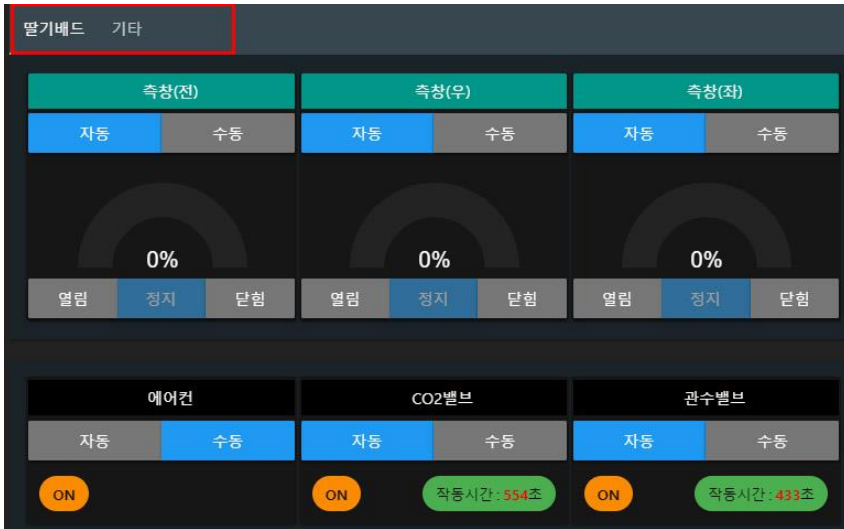 딸기배드 기타
측창(전) 측창(우) 측창(좌)
자동 수동 자동 수동 자동 수동
0% 0% 0%
열림 정지 닫힘 열림 정지 닫힘 열림 정지 닫힘
에어컨 CO2밸브 관수밸브
자동 수동 자동 수동 자동 수동
ON ON 작동시간 : 554초 ON 작동시간 : 433초